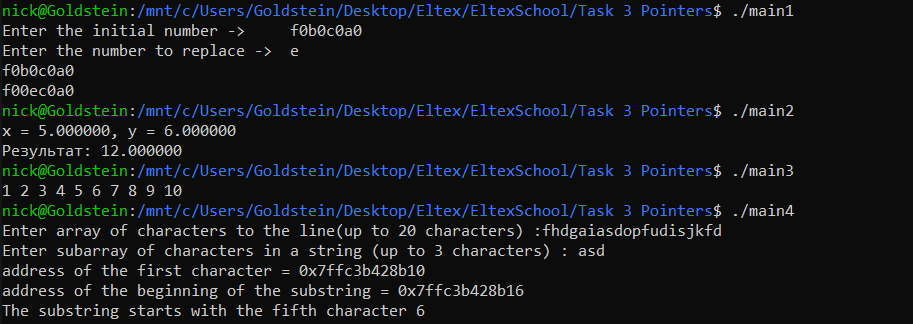 nick@Goldstein:/mnt/c/Users/Goldstein/Desktop/Eltex/EltexSchool/Task 3 Pointers$ ./main1
Enter the initial number ->     f0b0c0a0
Enter the number to replace ->  e
f0b0c0a0
f00ec0a0
nick@Goldstein:/mnt/c/Users/Goldstein/Desktop/Eltex/EltexSchool/Task 3 Pointers$ ./main2
x = 5.000000, y = 6.000000
Результат: 12.000000
nick@Goldstein:/mnt/c/Users/Goldstein/Desktop/Eltex/EltexSchool/Task 3 Pointers$ ./main3
1 2 3 4 5 6 7 8 9 10
nick@Goldstein:/mnt/c/Users/Goldstein/Desktop/Eltex/EltexSchool/Task 3 Pointers$ ./main4
Enter array of characters to the line(up to 20 characters) :fhdgaiasdopfudisjkfd
Enter subarray of characters in a string (up to 3 characters) : asd
address of the first character = 0x7ffc3b428b10
address of the beginning of the substring = 0x7ffc3b428b16
The substring starts with the fifth character 6